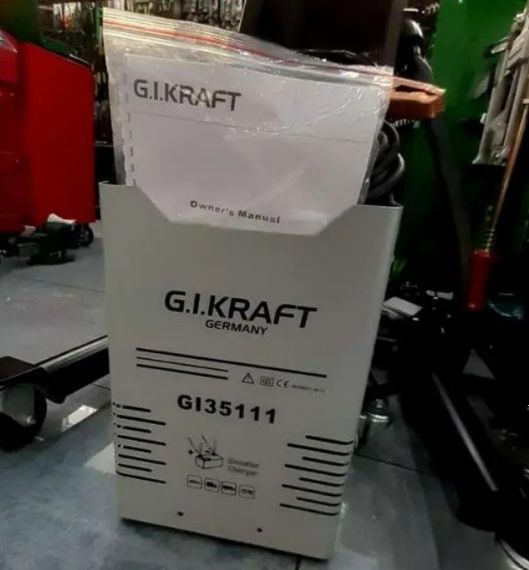 G.I.KRAFT
Owner's Manual
G.I.KRAFT
GERMANY
CE
GI35111
Booster
Charger